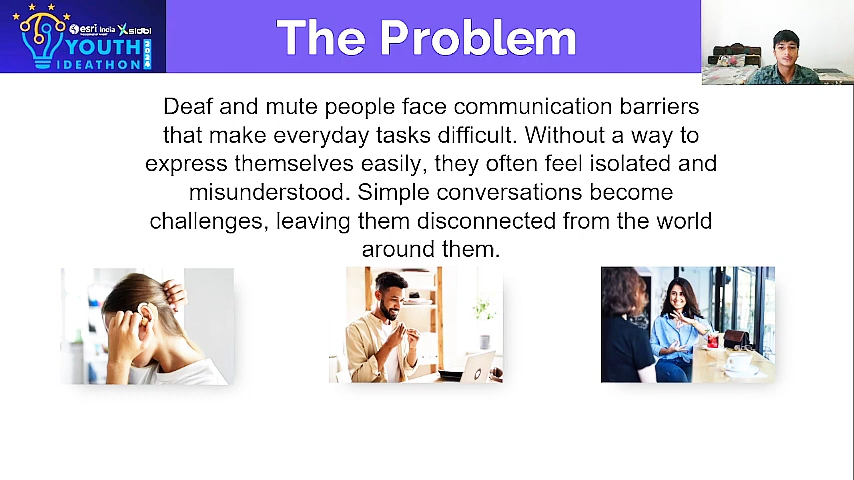 esri India
sidbi
YOUTH
IDEATHON
2024
The Problem
Deaf and mute people face communication barriers
that make everyday tasks difficult. Without a way to
express themselves easily, they often feel isolated and
misunderstood. Simple conversations become
challenges, leaving them disconnected from the world
around them.